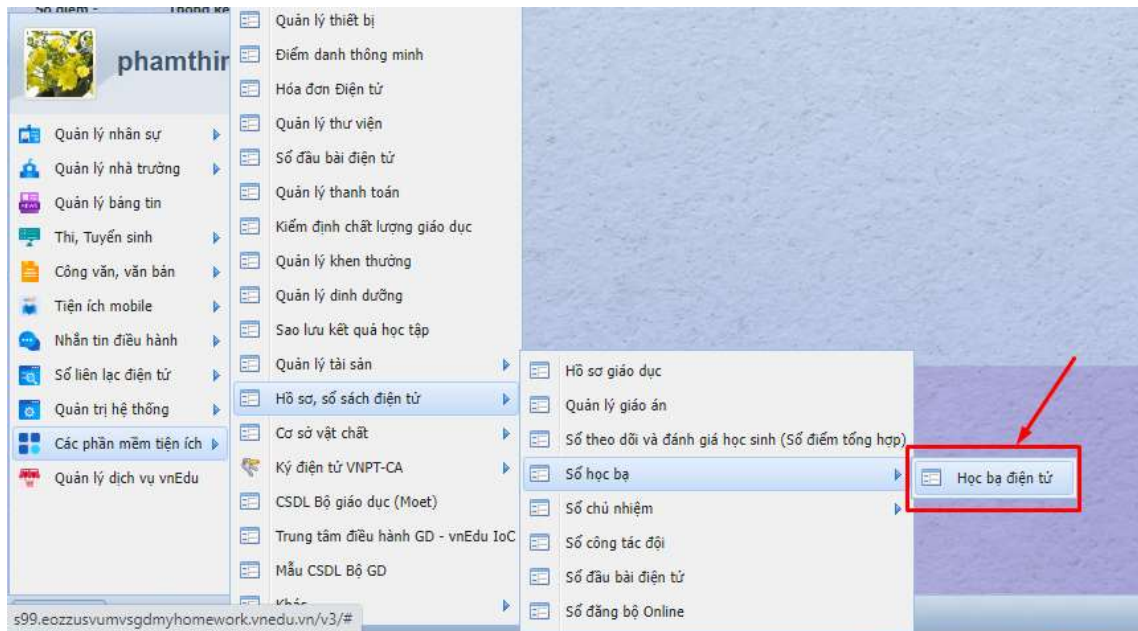 Sổ điểm -
Thống kê
phamthir
Quản lý nhân sự
Quản lý nhà trường
Quản lý bảng tin
Thi, Tuyển sinh
Công văn, văn bản
Tiện ích mobile
Nhắn tin điều hành
Sổ liên lạc điện tử
Quản trị hệ thống
Các phần mềm tiện ích
Quản lý dịch vụ vnEdu
Quản lý thiết bị
Điểm danh thông minh
Hóa đơn Điện tử
Quản lý thư viện
Sổ đầu bài điện tử
Quản lý thanh toán
Kiểm định chất lượng giáo dục
Quản lý khen thưởng
Quản lý dinh dưỡng
Sao lưu kết quả học tập
Quản lý tài sản
Hồ sơ, sổ sách điện tử
Cơ sở vật chất
Ký điện tử VNPT-CA
CSDL Bộ giáo dục (Moet)
Trung tâm điều hành GD - vnEdu IoC
Mẫu CSDL Bộ GD
Khác
Hồ sơ giáo dục
Quản lý giáo án
Sổ theo dõi và đánh giá học sinh (Sổ điểm tổng hợp)
Sổ học bạ
Sổ chủ nhiệm
Sổ công tác đội
Sổ đầu bài điện tử
Sổ đăng bộ Online
Học bạ điện tử
s99.eozzusvumvsgdmyhomework.vnedu.vn/v3/#